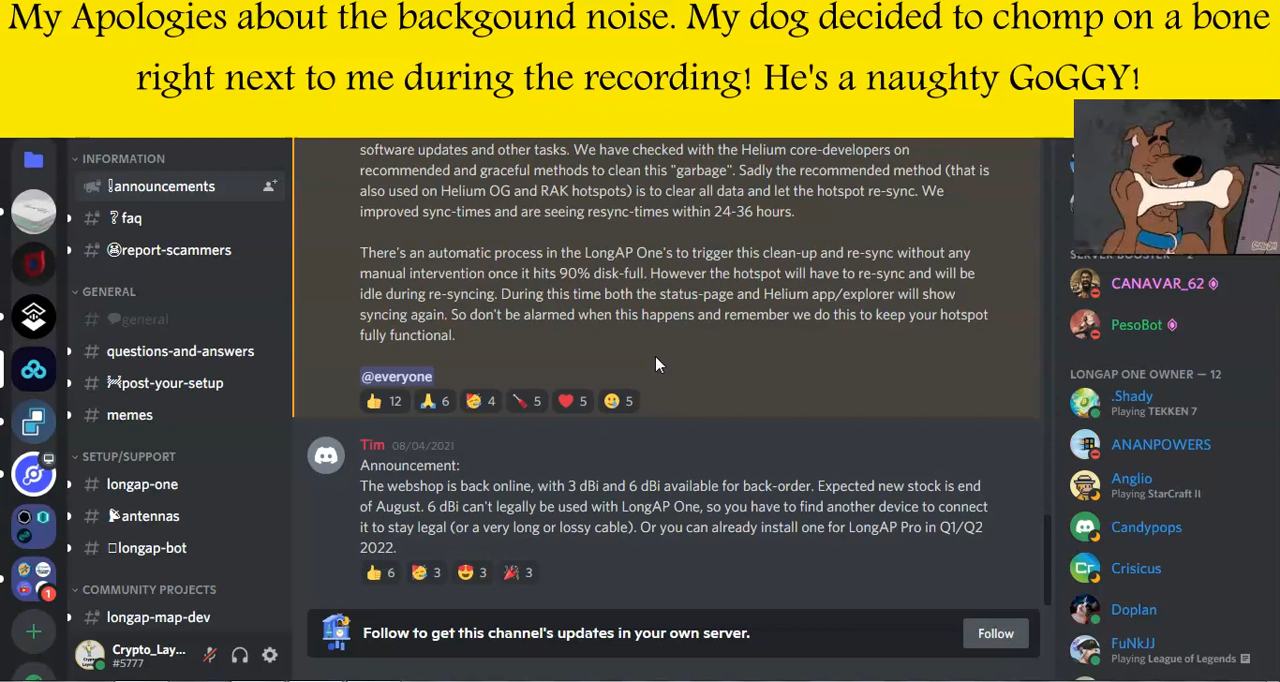 My Apologies about the backgound noise. My dog decided to chomp on a bone
right next to me during the recording! He's a naughty GoGGY!
INFORMATION
announcements
faq
report-scammers
GENERAL
general
questions-and-answers
post-your-setup
memes
SETUP/SUPPORT
longap-one
antennas
longap-bot
COMMUNITY PROJECTS
longap-map-dev
Crypto_Lay...
#5777
1
software updates and other tasks. We have checked with the Helium core-developers on
recommended and graceful methods to clean this "garbage". Sadly the recommended method (that is
also used on Helium OG and RAK hotspots) is to clear all data and let the hotspot re-sync. We
improved sync-times and are seeing resync-times within 24-36 hours.
There's an automatic process in the LongAP One's to trigger this clean-up and re-sync without any
manual intervention once it hits 90% disk-full. However the hotspot will have to re-sync and will be
idle during re-syncing. During this time both the status-page and Helium app/explorer will show
syncing again. So don't be alarmed when this happens and remember we do this to keep your hotspot
fully functional.
@everyone
12 6 4 5 5 5
Tim 08/04/2021
Announcement:
The webshop is back online, with 3 dBi and 6 dBi available for back-order. Expected new stock is end
of August. 6 dBi can't legally be used with LongAP One, so you have to find another device to connect
it to stay legal (or a very long or lossy cable). Or you can already install one for LongAP Pro in Q1/Q2
2022.
6 3 3 3
Follow to get this channel's updates in your own server.
Follow
SERVER BOOSTER — 2
CANAVAR_62
PesoBot
LONGAP ONE OWNER — 12
.Shady
Playing TEKKEN 7
ANANPOWERS
Anglio
Playing StarCraft II
Candypops
Crisicus
Doplan
FuNkJJ
Playing League of Legends